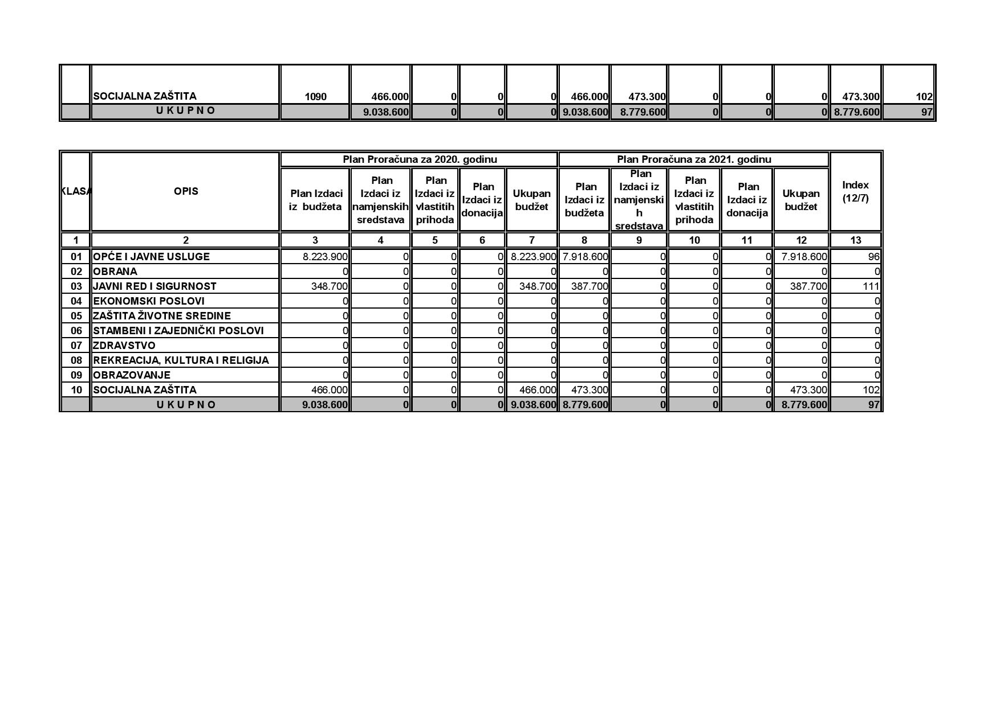 SOCIJALNA ZAŠTITA 1090 466.000 0 0 0 466.000 473.300 0 0 0 473.300 102
U K U P N O 9.038.600 0 0 0 9.038.600 8.779.600 0 0 0 8.779.600 97
KLASA OPIS Plan Proračuna za 2020. godinu Plan Proračuna za 2021. godinu Index (12/7)
Plan Izdaci iz budžeta Plan Izdaci iz namjenskih sredstava Plan Izdaci iz vlastitih prihoda Plan Izdaci iz donacija Ukupan budžet Plan Izdaci iz budžeta Plan Izdaci iz namjenski h sredstava Plan Izdaci iz vlastitih prihoda Plan Izdaci iz donacija Ukupan budžet
1 2 3 4 5 6 7 8 9 10 11 12 13
01 OPĆE I JAVNE USLUGE 8.223.900 0 0 0 8.223.900 7.918.600 0 0 0 7.918.600 96
02 OBRANA 0 0 0 0 0 0 0 0 0 0 0
03 JAVNI RED I SIGURNOST 348.700 0 0 0 348.700 387.700 0 0 0 387.700 111
04 EKONOMSKI POSLOVI 0 0 0 0 0 0 0 0 0 0 0
05 ZAŠTITA ŽIVOTNE SREDINE 0 0 0 0 0 0 0 0 0 0 0
06 STAMBENI I ZAJEDNIČKI POSLOVI 0 0 0 0 0 0 0 0 0 0 0
07 ZDRAVSTVO 0 0 0 0 0 0 0 0 0 0 0
08 REKREACIJA, KULTURA I RELIGIJA 0 0 0 0 0 0 0 0 0 0 0
09 OBRAZOVANJE 0 0 0 0 0 0 0 0 0 0 0
10 SOCIJALNA ZAŠTITA 466.000 0 0 0 466.000 473.300 0 0 0 473.300 102
U K U P N O 9.038.600 0 0 0 9.038.600 8.779.600 0 0 0 8.779.600 97